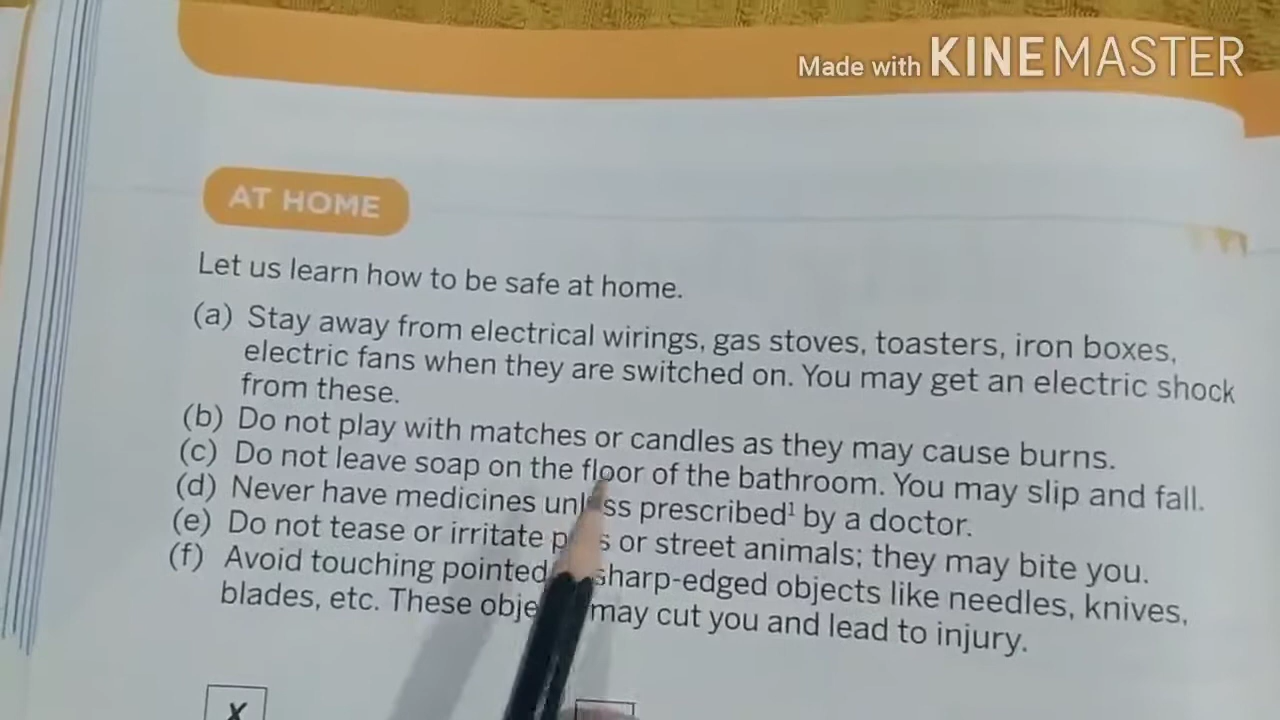 Made with KINEMASTER
AT HOME
Let us learn how to be safe at home.
(a) Stay away from electrical wirings, gas stoves, toasters, iron boxes,
electric fans when they are switched on. You may get an electric shock
from these.
(b) Do not play with matches or candles as they may cause burns.
(c) Do not leave soap on the floor of the bathroom. You may slip and fall.
(d) Never have medicines unless prescribed¹ by a doctor.
(e) Do not tease or irritate pets or street animals; they may bite you.
(f) Avoid touching pointed sharp-edged objects like needles, knives,
blades, etc. These objects may cut you and lead to injury.
X